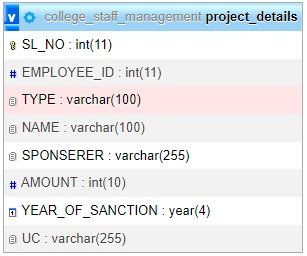 v college_staff_management project_details
SL_NO : int(11)
# EMPLOYEE_ID : int(11)
TYPE : varchar(100)
NAME : varchar(100)
SPONSERER : varchar(255)
# AMOUNT : int(10)
YEAR_OF_SANCTION : year(4)
UC : varchar(255)